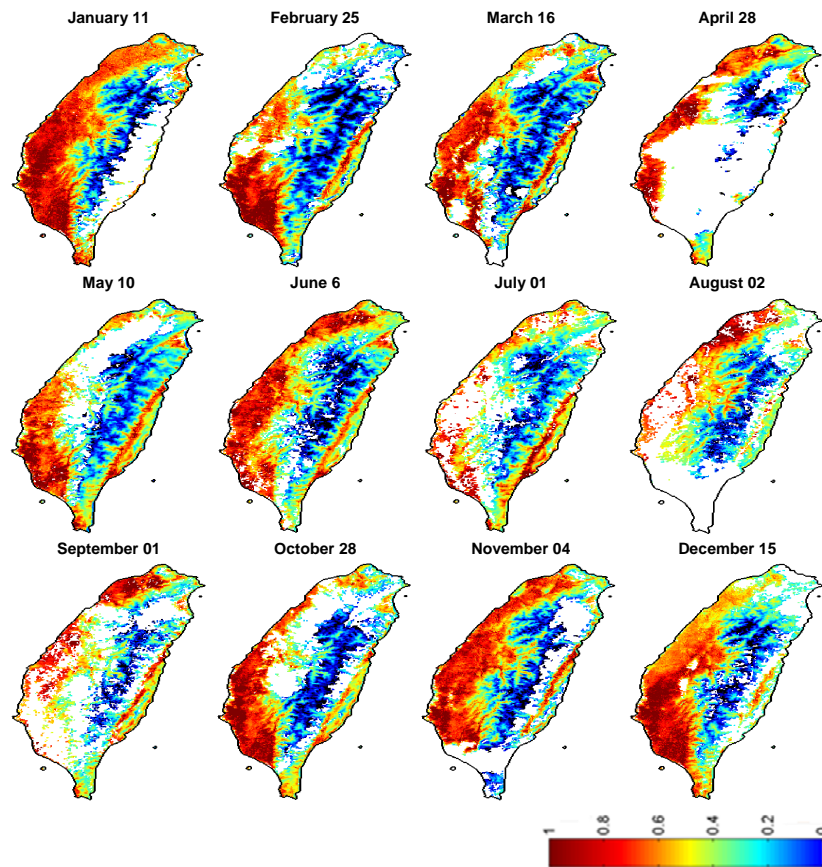 January 11
February 25
March 16
April 28
May 10
June 6
July 01
August 02
September 01
October 28
November 04
December 15
1
0.8
0.6
0.4
0.2
0